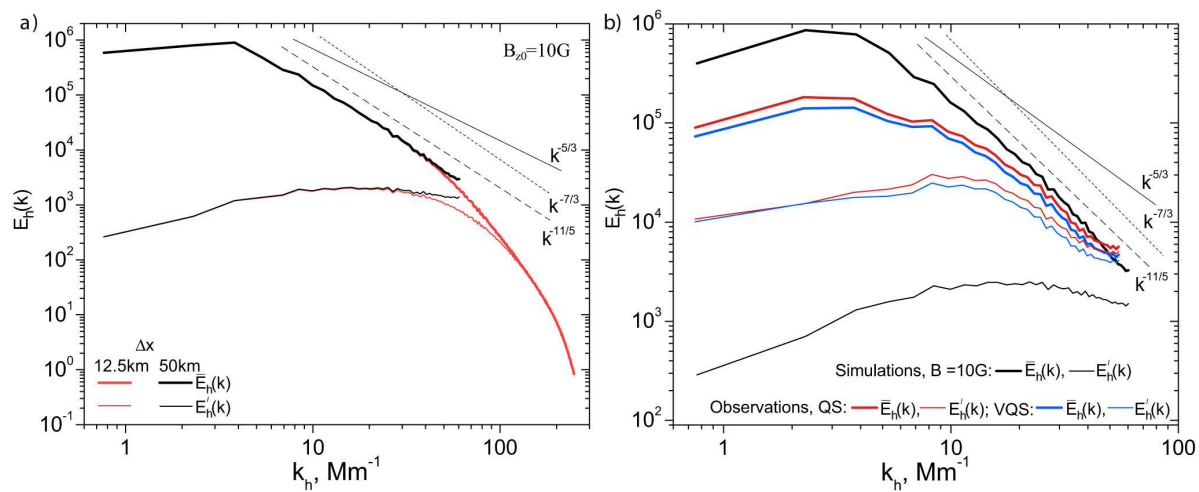 a)
B_z0=10G
10^6
10^5
10^4
10^3
10^2
10^1
10^0
10^-1
E_h(k)
k^-5/3
k^-7/3
k^-11/5
Δx
12.5km 50km
Ē_h(k)
E′_h(k)
1 10 100
k_h, Mm^-1
b)
10^6
10^5
10^4
10^3
10^2
E_h(k)
k^-5/3
k^-7/3
k^-11/5
Simulations, B =10G: Ē_h(k), E′_h(k)
Observations, QS: Ē_h(k), E′_h(k); VQS: Ē_h(k), E′_h(k)
1 10 100
k_h, Mm^-1